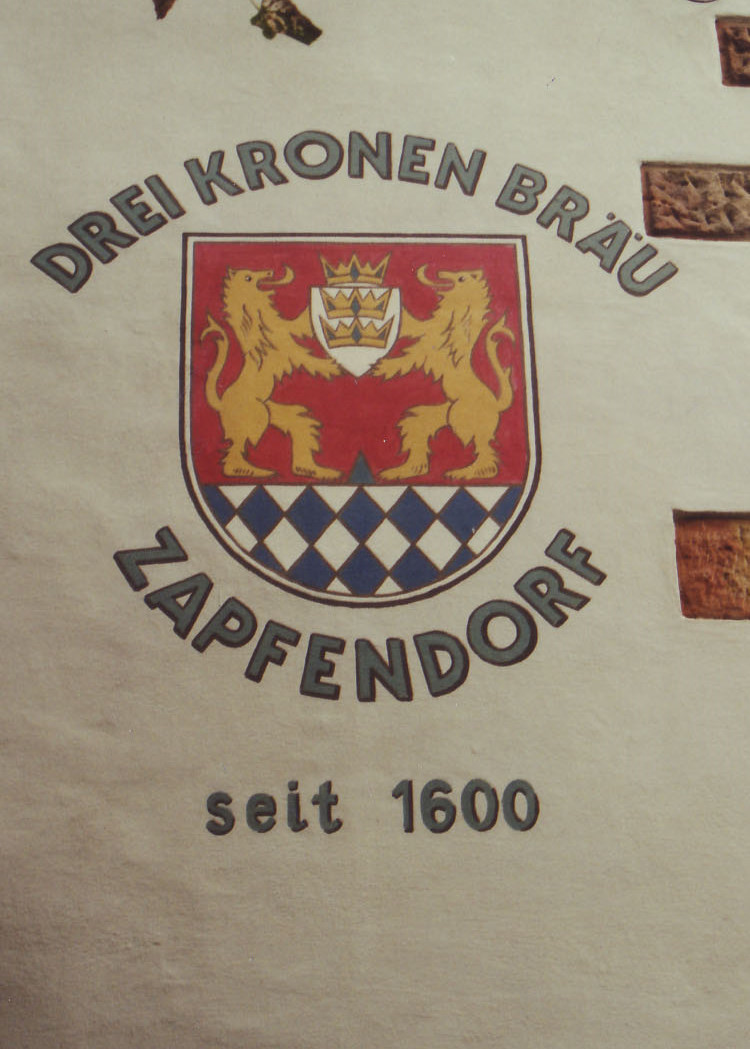 DREI KRONEN BRÄU
ZAPFENDORF
seit 1600